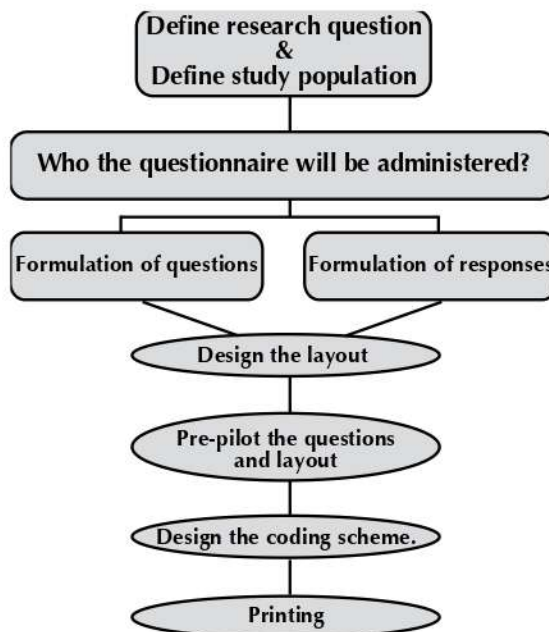 Define research question
&
Define study population
Who the questionnaire will be administered?
Formulation of questions
Formulation of responses
Design the layout
Pre-pilot the questions
and layout
Design the coding scheme.
Printing